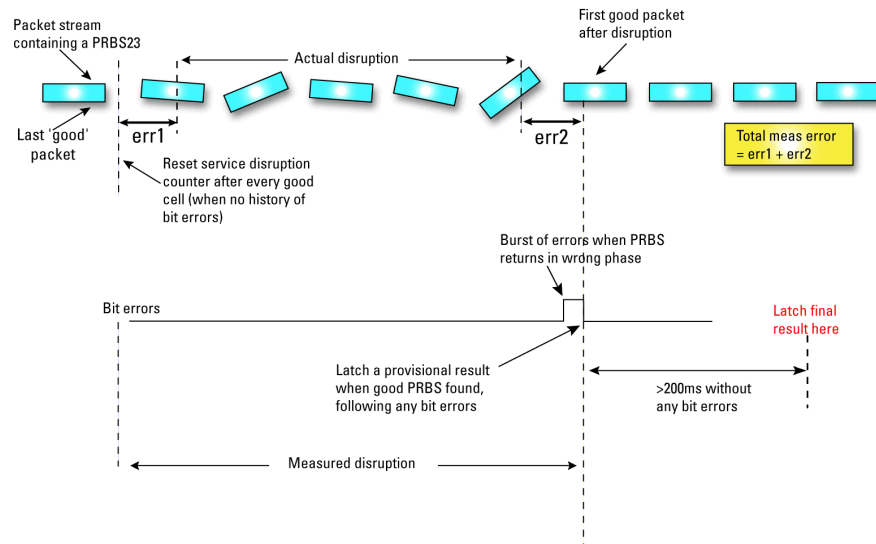 Packet stream
containing a PRBS23
First good packet
after disruption
Actual disruption
Last 'good'
packet
err1
err2
Total meas error
= err1 + err2
Reset service disruption
counter after every good
cell (when no history of
bit errors)
Burst of errors when PRBS
returns in wrong phase
Bit errors
Latch final
result here
Latch a provisional result
when good PRBS found,
following any bit errors
>200ms without
any bit errors
Measured disruption